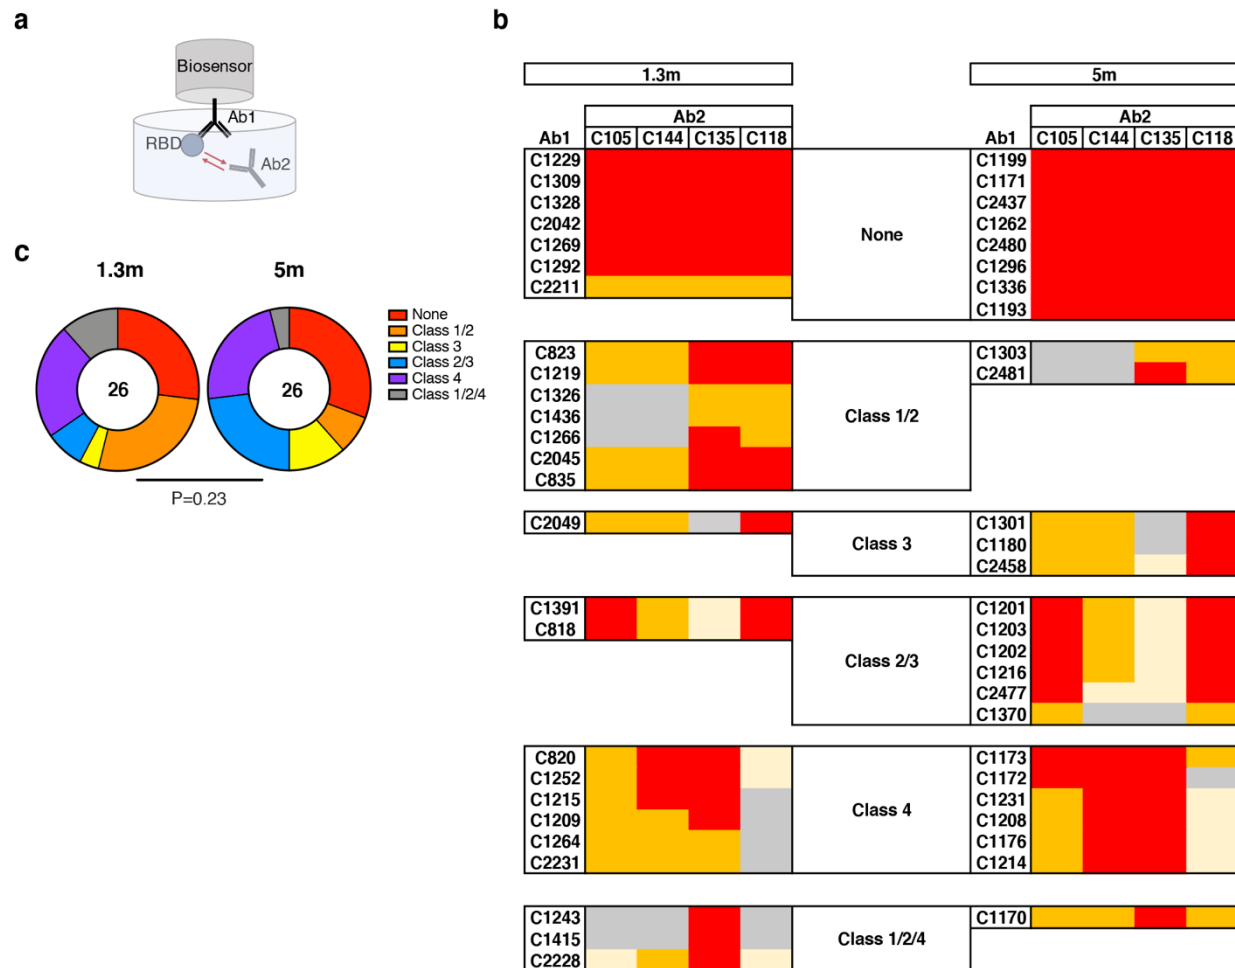 a
Biosensor
Ab1
RBD
Ab2
b
1.3m
5m
Ab2
Ab1 C105 C144 C135 C118
C1229
C1309
C1328
C2042
C1269
C1292
C2211
None
Ab2
Ab1 C105 C144 C135 C118
C1199
C1171
C2437
C1262
C2480
C1296
C1336
C1193
C823
C1219
C1326
C1436
C1266
C2045
C835
Class 1/2
C1303
C2481
C2049
Class 3
C1301
C1180
C2458
C1391
C818
Class 2/3
C1201
C1203
C1202
C1216
C2477
C1370
C820
C1252
C1215
C1209
C1264
C2231
Class 4
C1173
C1172
C1231
C1208
C1176
C1214
C1243
C1415
C2228
Class 1/2/4
C1170
c
1.3m
5m
26
26
P=0.23
None
Class 1/2
Class 3
Class 2/3
Class 4
Class 1/2/4